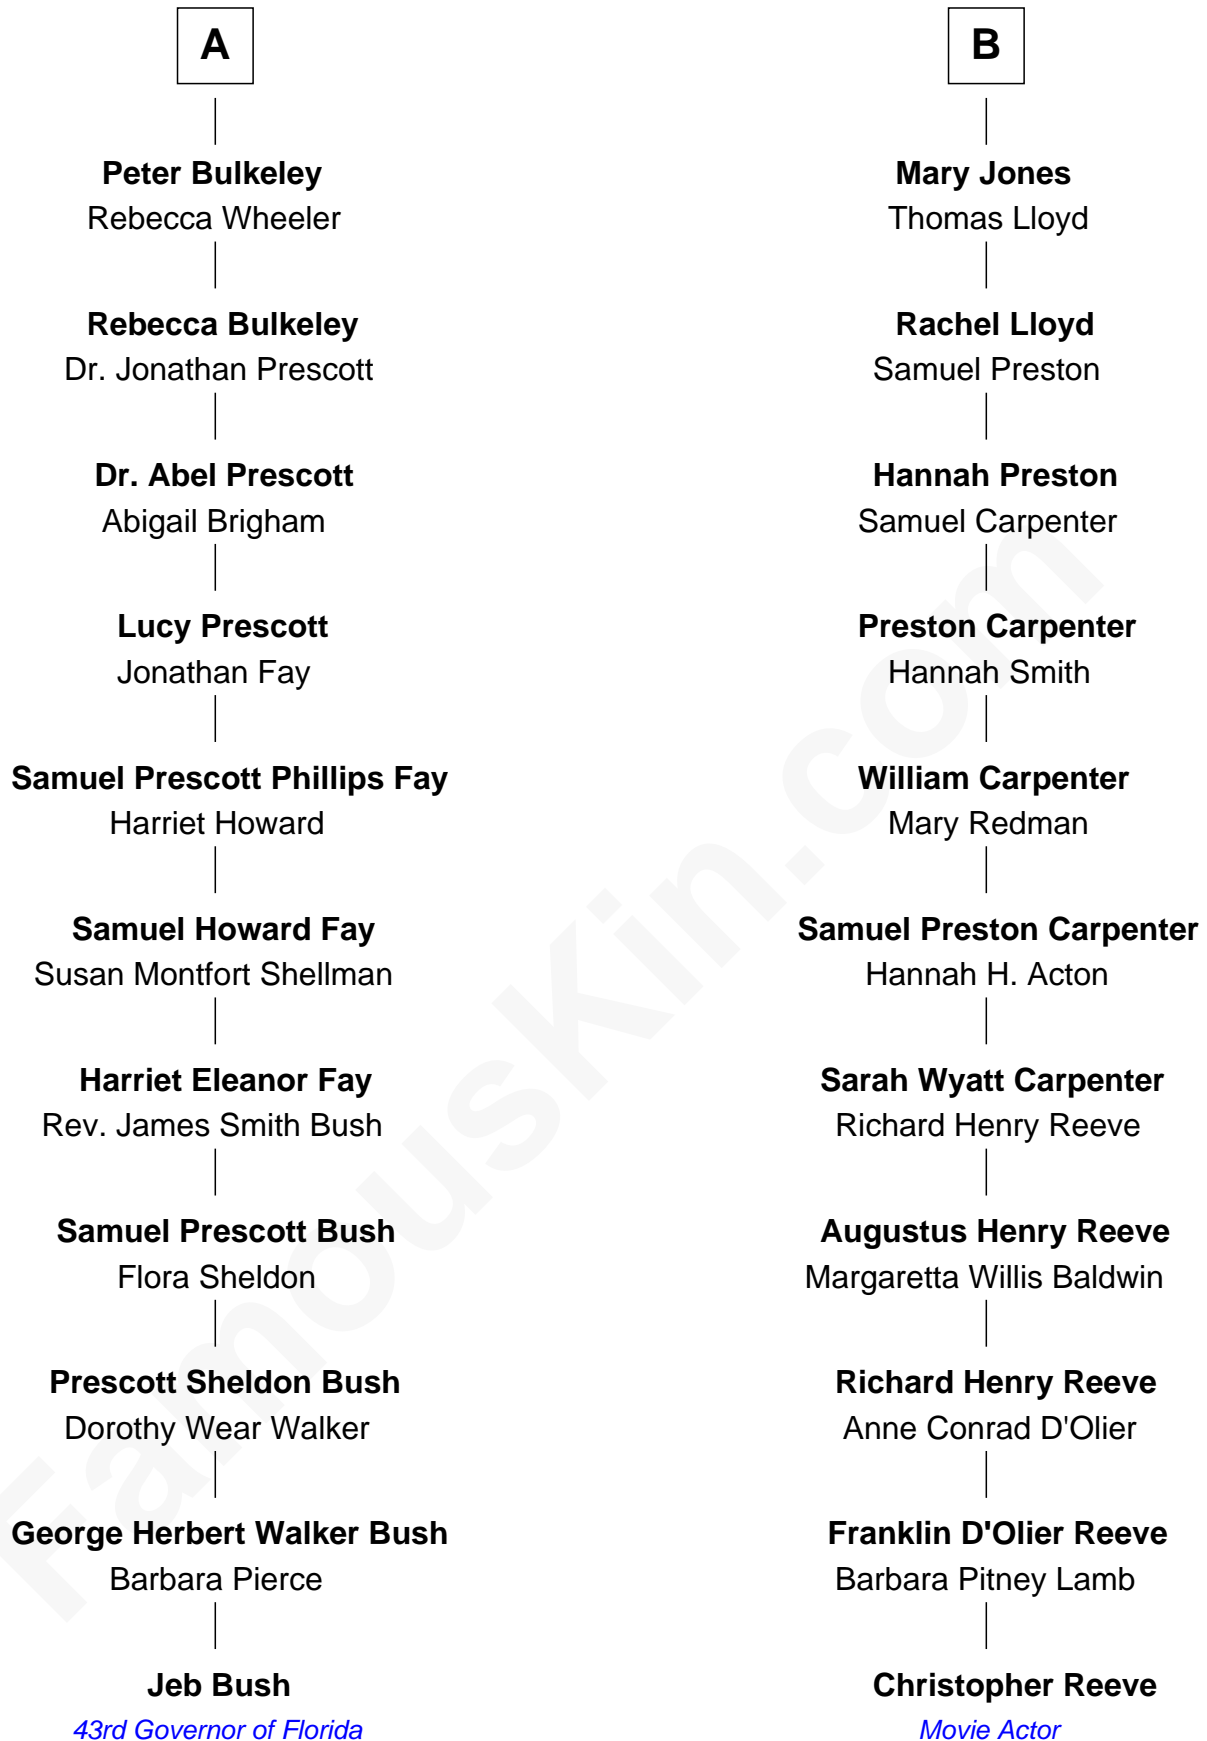 A
Peter Bulkeley
Rebecca Wheeler
Rebecca Bulkeley
Dr. Jonathan Prescott
Dr. Abel Prescott
Abigail Brigham
Lucy Prescott
Jonathan Fay
Samuel Prescott Phillips Fay
Harriet Howard
Samuel Howard Fay
Susan Montfort Shellman
Harriet Eleanor Fay
Rev. James Smith Bush
Samuel Prescott Bush
Flora Sheldon
Prescott Sheldon Bush
Dorothy Wear Walker
George Herbert Walker Bush
Barbara Pierce
Jeb Bush
43rd Governor of Florida
B
Mary Jones
Thomas Lloyd
Rachel Lloyd
Samuel Preston
Hannah Preston
Samuel Carpenter
Preston Carpenter
Hannah Smith
William Carpenter
Mary Redman
Samuel Preston Carpenter
Hannah H. Acton
Sarah Wyatt Carpenter
Richard Henry Reeve
Augustus Henry Reeve
Margaretta Willis Baldwin
Richard Henry Reeve
Anne Conrad D'Olier
Franklin D'Olier Reeve
Barbara Pitney Lamb
Christopher Reeve
Movie Actor
FamousKin.com